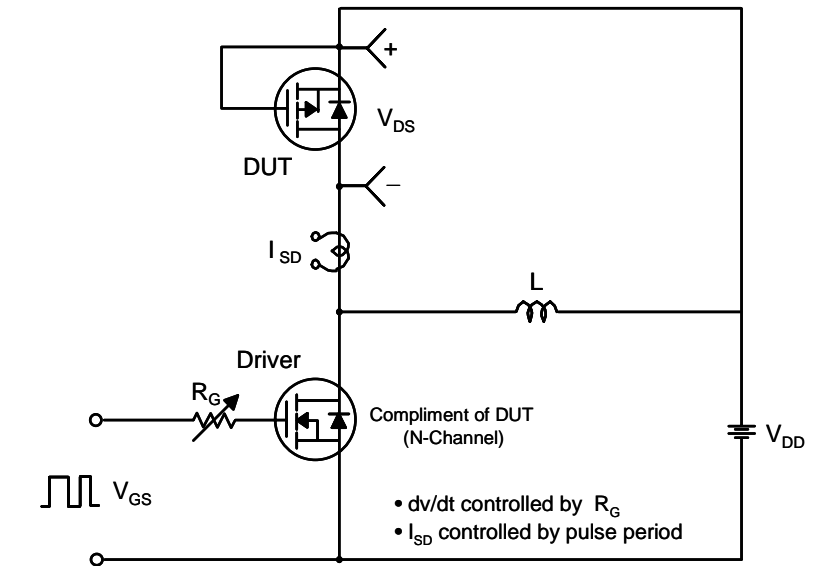 +
V_DS
DUT
–
I_SD
L
Driver
R_G
Compliment of DUT
(N-Channel)
V_DD
V_GS
• dv/dt controlled by R_G
• I_SD controlled by pulse period